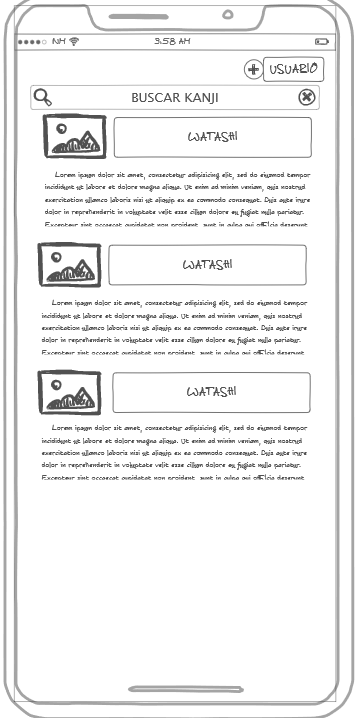 NM 3:58 AM
USUARIO
BUSCAR KANJI
WATASHI
Lorem ipsum dolor sit amet, consectetur adipisicing elit, sed do eiusmod tempor
incididunt ut labore et dolore magna aliqua. Ut enim ad minim veniam, quis nostrud
exercitation ullamco laboris nisi ut aliquip ex ea commodo consequat. Duis aute irure
dolor in reprehenderit in voluptate velit esse cillum dolore eu fugiat nulla pariatur.
Excepteur sint occaecat cupidatat non proident, sunt in culpa qui officia deserunt
WATASHI
Lorem ipsum dolor sit amet, consectetur adipisicing elit, sed do eiusmod tempor
incididunt ut labore et dolore magna aliqua. Ut enim ad minim veniam, quis nostrud
exercitation ullamco laboris nisi ut aliquip ex ea commodo consequat. Duis aute irure
dolor in reprehenderit in voluptate velit esse cillum dolore eu fugiat nulla pariatur.
Excepteur sint occaecat cupidatat non proident, sunt in culpa qui officia deserunt
WATASHI
Lorem ipsum dolor sit amet, consectetur adipisicing elit, sed do eiusmod tempor
incididunt ut labore et dolore magna aliqua. Ut enim ad minim veniam, quis nostrud
exercitation ullamco laboris nisi ut aliquip ex ea commodo consequat. Duis aute irure
dolor in reprehenderit in voluptate velit esse cillum dolore eu fugiat nulla pariatur.
Excepteur sint occaecat cupidatat non proident, sunt in culpa qui officia deserunt